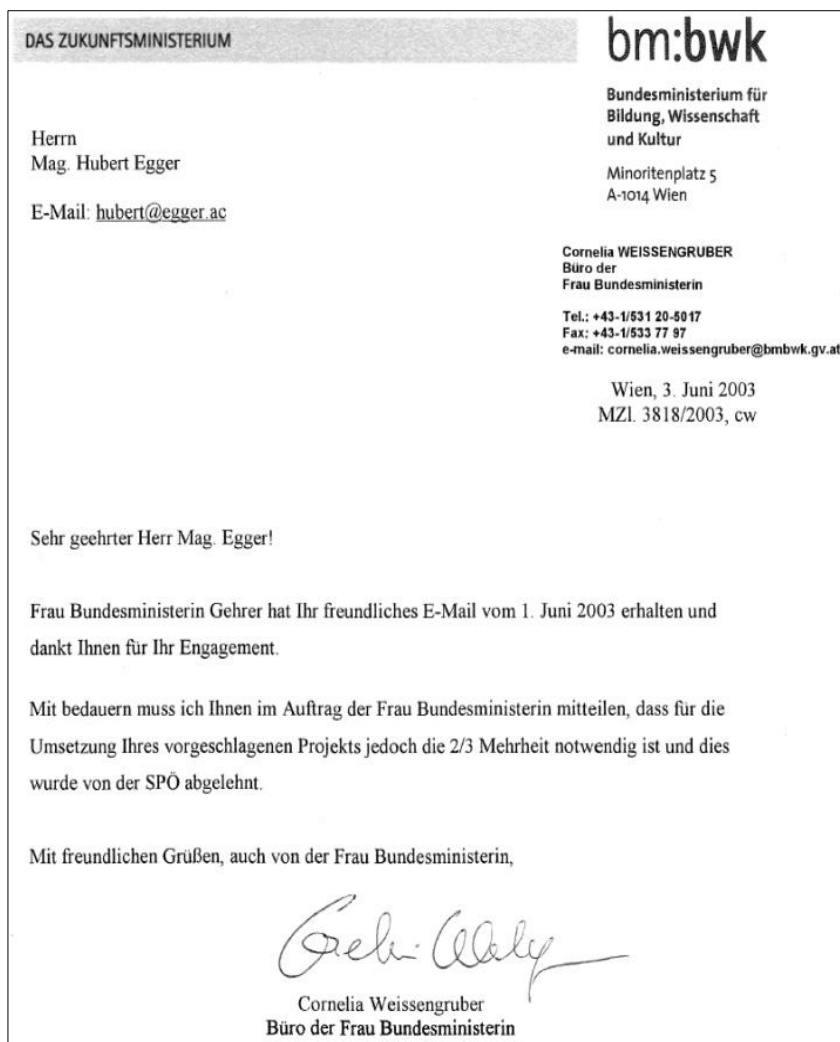 DAS ZUKUNFTSMINISTERIUM
bm:bwk
Bundesministerium für
Bildung, Wissenschaft
und Kultur
Minoritenplatz 5
A-1014 Wien
Herrn
Mag. Hubert Egger
E-Mail: hubert@egger.ac
Cornelia WEISSENGRUBER
Büro der
Frau Bundesministerin
Tel.: +43-1/531 20-5017
Fax: +43-1/533 77 97
e-mail: cornelia.weissengruber@bmbwk.gv.at
Wien, 3. Juni 2003
MZl. 3818/2003, cw
Sehr geehrter Herr Mag. Egger!
Frau Bundesministerin Gehrer hat Ihr freundliches E-Mail vom 1. Juni 2003 erhalten und
dankt Ihnen für Ihr Engagement.
Mit bedauern muss ich Ihnen im Auftrag der Frau Bundesministerin mitteilen, dass für die
Umsetzung Ihres vorgeschlagenen Projekts jedoch die 2/3 Mehrheit notwendig ist und dies
wurde von der SPÖ abgelehnt.
Mit freundlichen Grüßen, auch von der Frau Bundesministerin,
Cornelia Weissengruber
Büro der Frau Bundesministerin